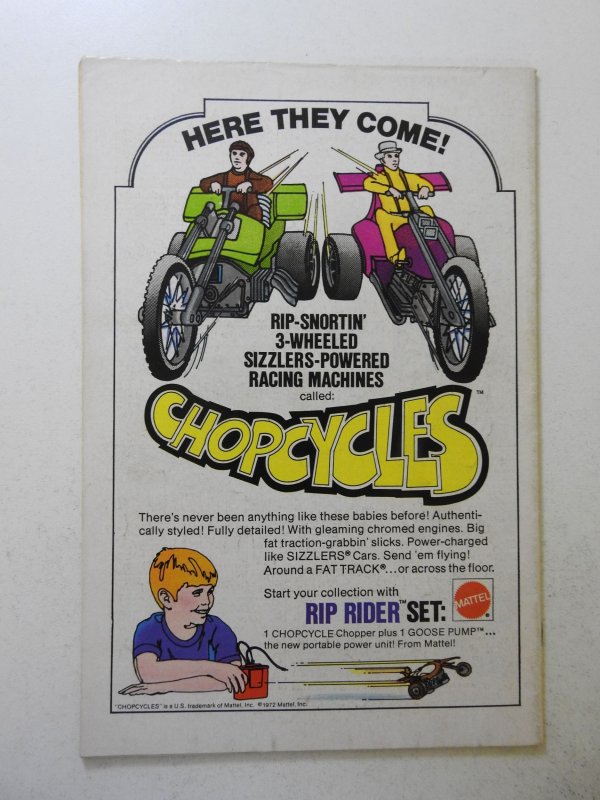 HERE THEY COME!
RIP-SNORTIN'
3-WHEELED
SIZZLERS-POWERED
RACING MACHINES
called:
CHOPCYCLES™
There's never been anything like these babies before! Authenti-
cally styled! Fully detailed! With gleaming chromed engines. Big
fat traction-grabbin' slicks. Power-charged
like SIZZLERS® Cars. Send 'em flying!
Around a FAT TRACK®...or across the floor.
Start your collection with
RIP RIDER™ SET:
MATTEL®
1 CHOPCYCLE Chopper plus 1 GOOSE PUMP™...
the new portable power unit! From Mattel!
"CHOPCYCLES" is a U.S. trademark of Mattel, Inc. ©1972 Mattel, Inc.